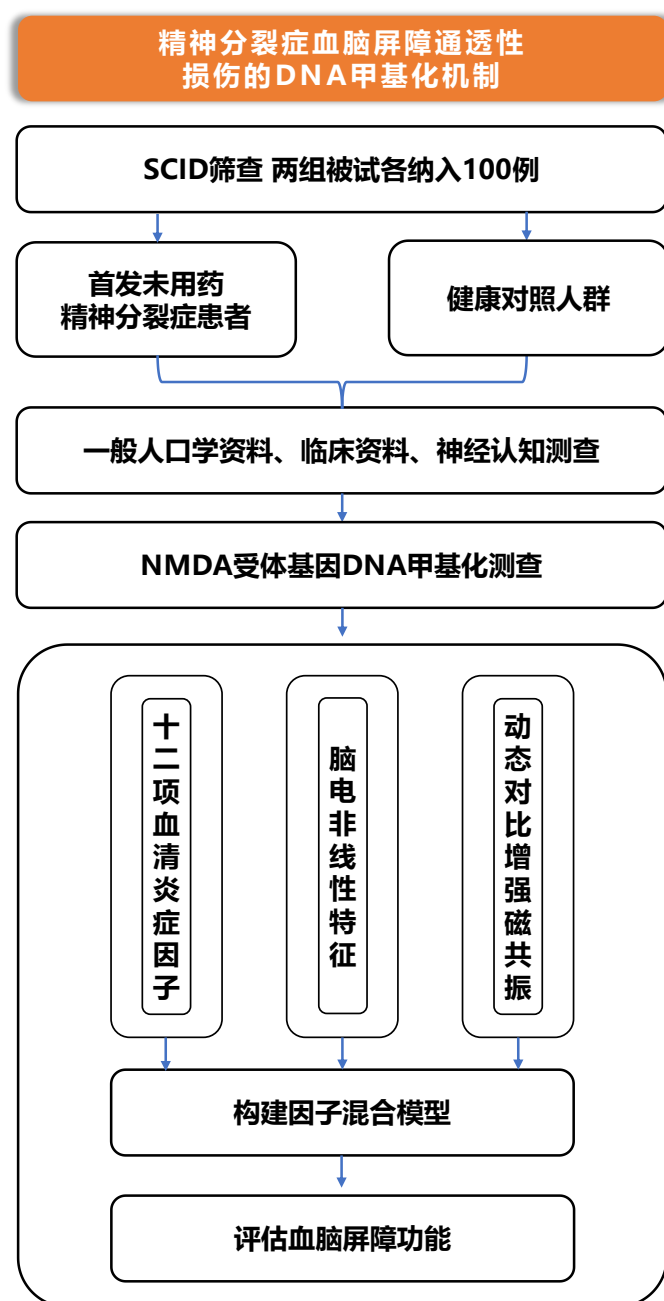 精神分裂症血脑屏障通透性
损伤的DNA甲基化机制
SCID筛查 两组被试各纳入100例
首发未用药
精神分裂症患者
健康对照人群
一般人口学资料、临床资料、神经认知测查
NMDA受体基因DNA甲基化测查
十二项血清炎症因子
脑电非线性特征
动态对比增强磁共振
构建因子混合模型
评估血脑屏障功能